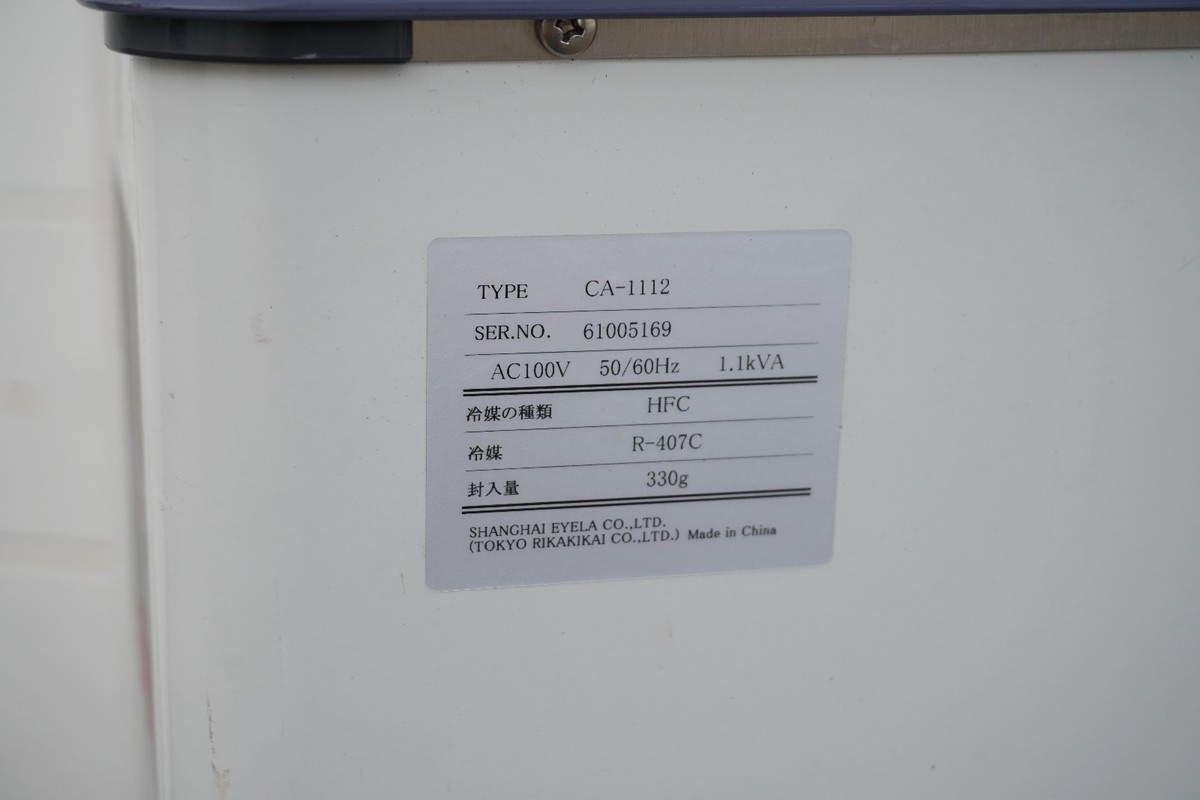 TYPE CA-1112
SER.NO. 61005169
AC100V 50/60Hz 1.1kVA
冷媒の種類 HFC
冷媒 R-407C
封入量 330g
SHANGHAI EYELA CO.,LTD.
(TOKYO RIKAKIKAI CO.,LTD.) Made in China